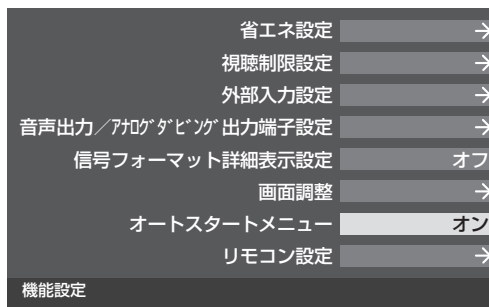 省エネ設定 →
視聴制限設定 →
外部入力設定 →
音声出力／ｱﾅﾛｸﾞﾀﾞﾋﾞﾝｸﾞ出力端子設定 →
信号フォーマット詳細表示設定 オフ
画面調整 →
オートスタートメニュー オン
リモコン設定 →
機能設定